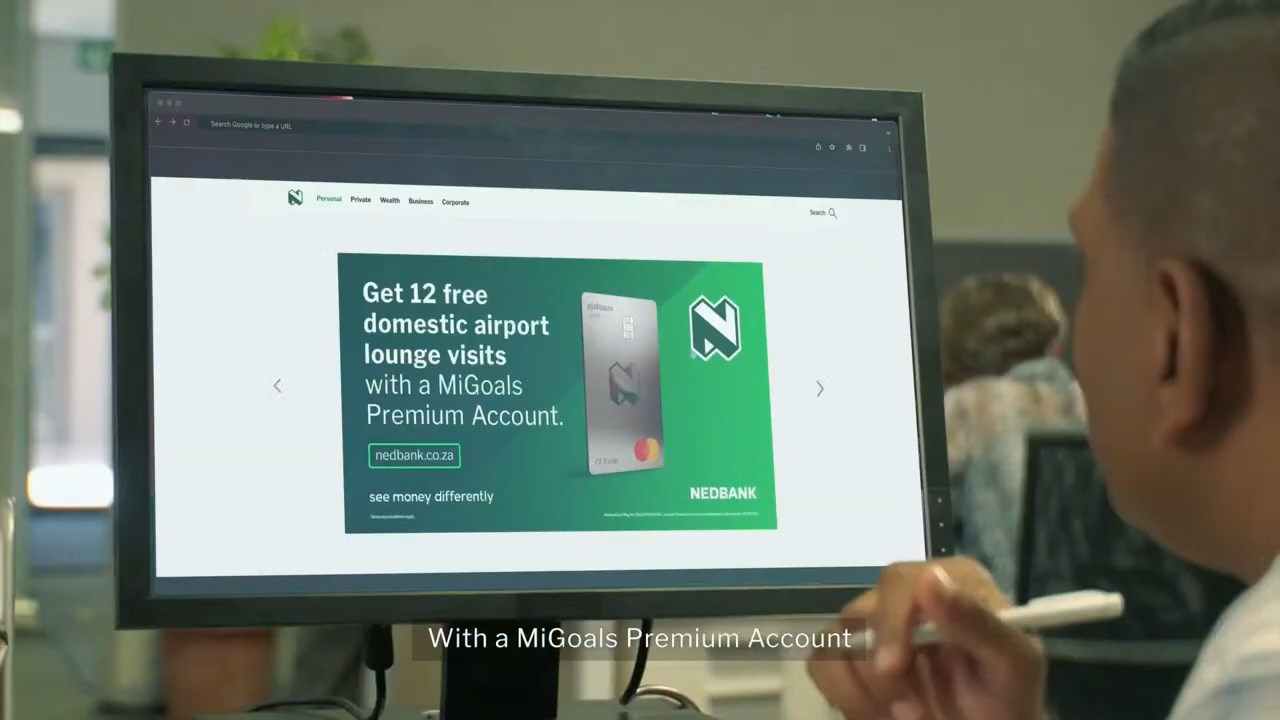 Search Google or type a URL
Personal Private Wealth Business Corporate
Search
Get 12 free
domestic airport
lounge visits
with a MiGoals
Premium Account.
nedbank.co.za
see money differently
platinum
NEDBANK
With a MiGoals Premium Account